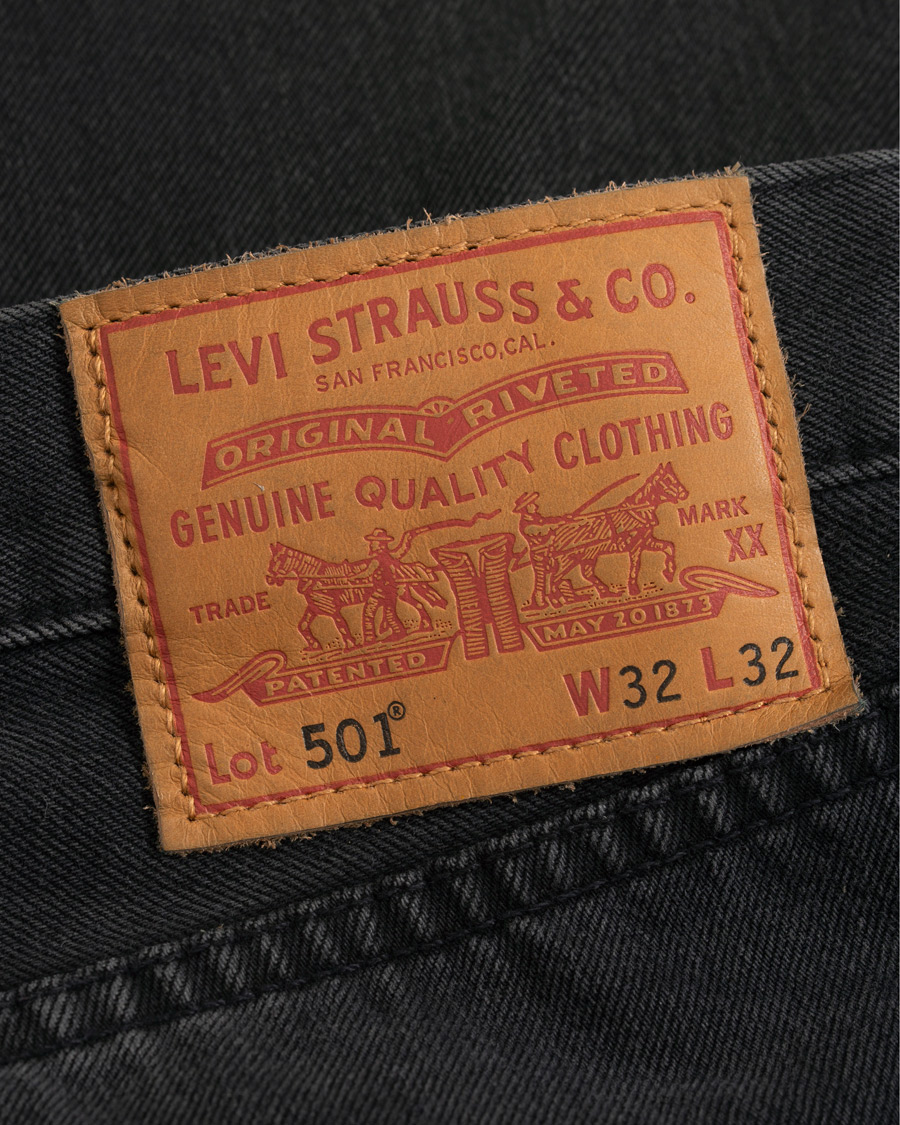 LEVI STRAUSS & CO.
SAN FRANCISCO, CAL.
ORIGINAL RIVETED
GENUINE QUALITY CLOTHING
TRADE MARK
XX
PATENTED MAY 20 1873
Lot 501® W32 L32